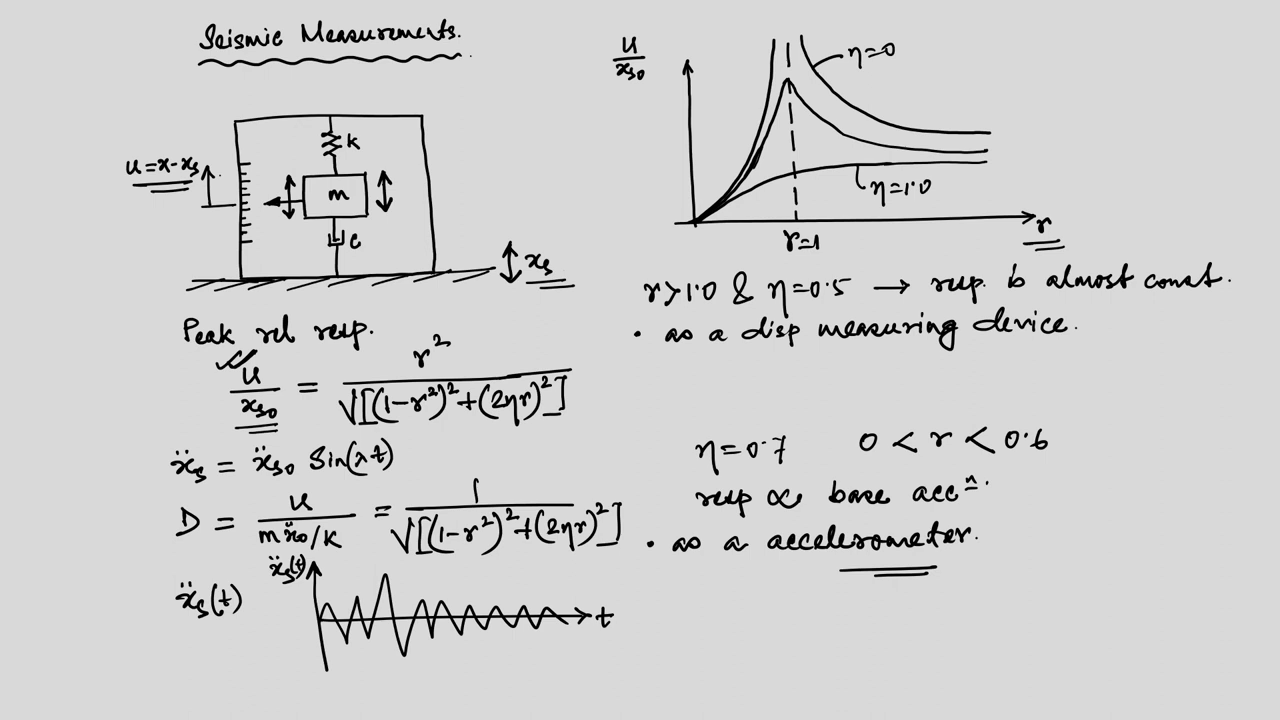 Seismic Measurements.
u = x - xs
k
m
c
xs
Peak rel resp.
u/xs0 = r²/√[(1-r²)²+(2ηr)²]
ẍs = ẍs0 Sin(λt)
D = u/(mẍs0/k) = 1/√[(1-r²)²+(2ηr)²]
ẍs(t)
ẍs(t)
t
u/xs0
η=0
η=1.0
r=1
r
r>1.0 & η=0.5 → resp. is almost const.
• as a disp measuring device.
η=0.7 0 < r < 0.6
resp ∝ base accⁿ.
• as a accelerometer.